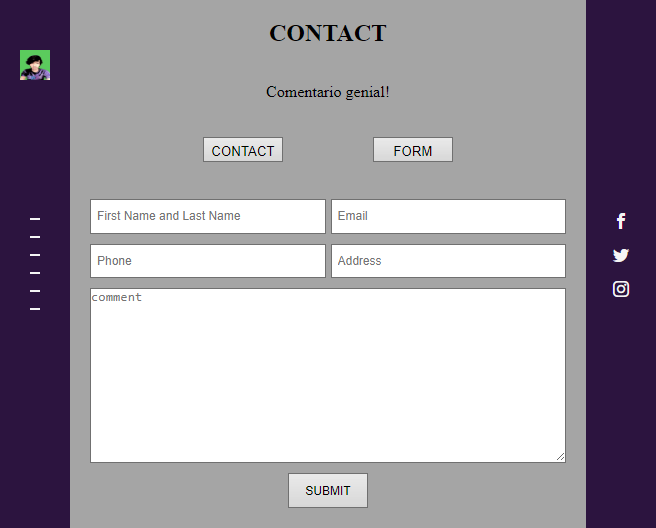 CONTACT
Comentario genial!
CONTACT FORM
First Name and Last Name Email
Phone Address
comment
SUBMIT